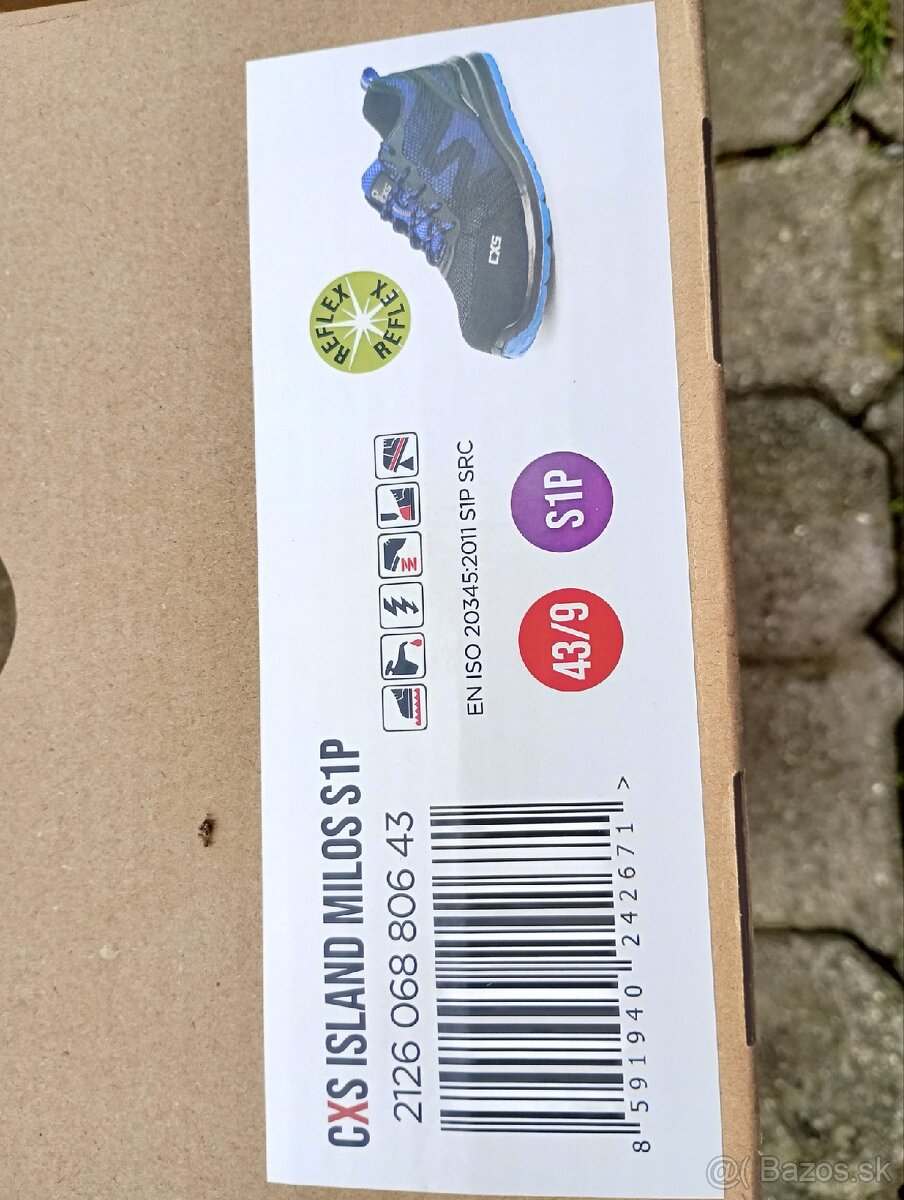 CXS ISLAND MILOS S1P
2126 068 806 43
8 591940 242671 >
EN ISO 20345:2011 S1P SRC
43/9
S1P
REFLEX
REFLEX
CXS
CXS
@( Bazos.sk